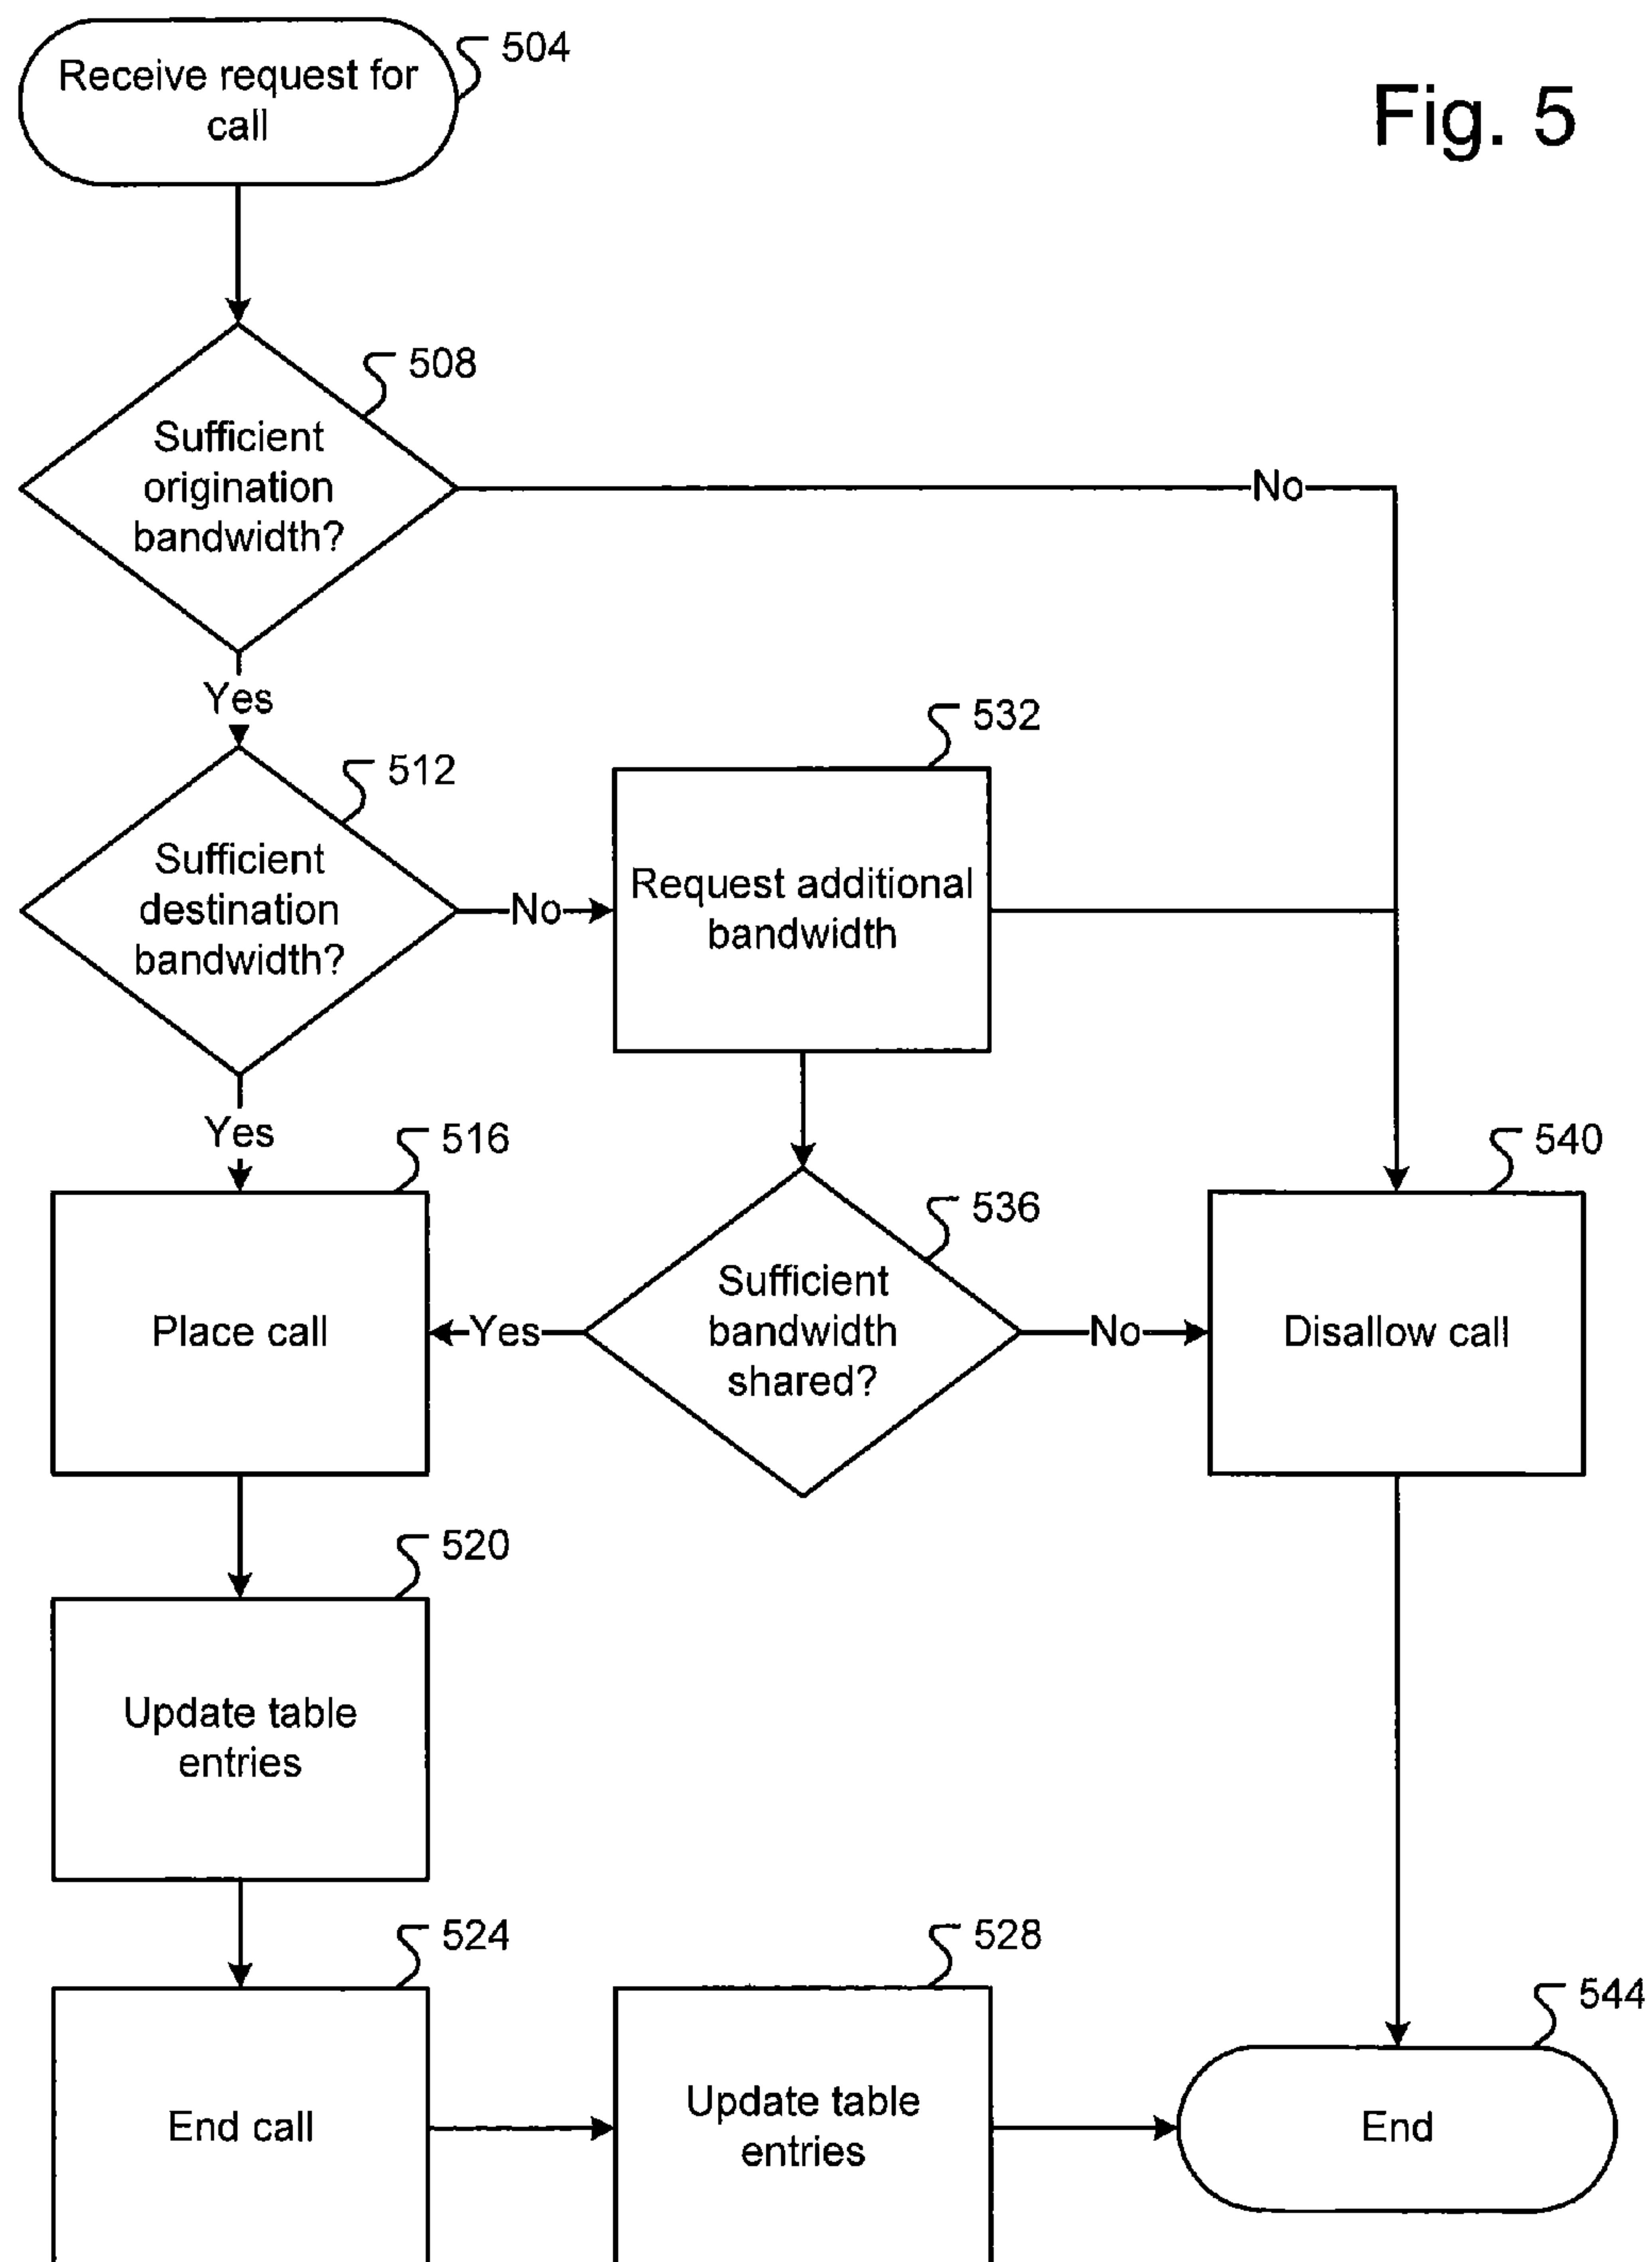 Fig. 5
504
Receive request for
call
508
Sufficient
origination
bandwidth?
No
Yes
512
Sufficient
destination
bandwidth?
No
532
Request additional
bandwidth
Yes
516
Place call
Yes
536
Sufficient
bandwidth
shared?
No
540
Disallow call
520
Update table
entries
524
End call
528
Update table
entries
544
End